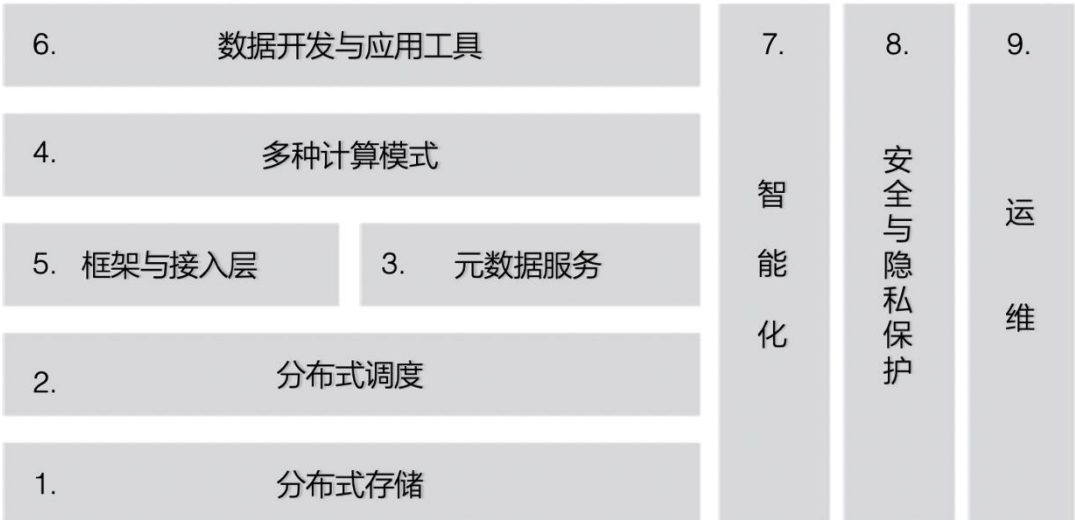 6. 数据开发与应用工具
4. 多种计算模式
5. 框架与接入层
3. 元数据服务
2. 分布式调度
1. 分布式存储
7. 智能化
8. 安全与隐私保护
9. 运维